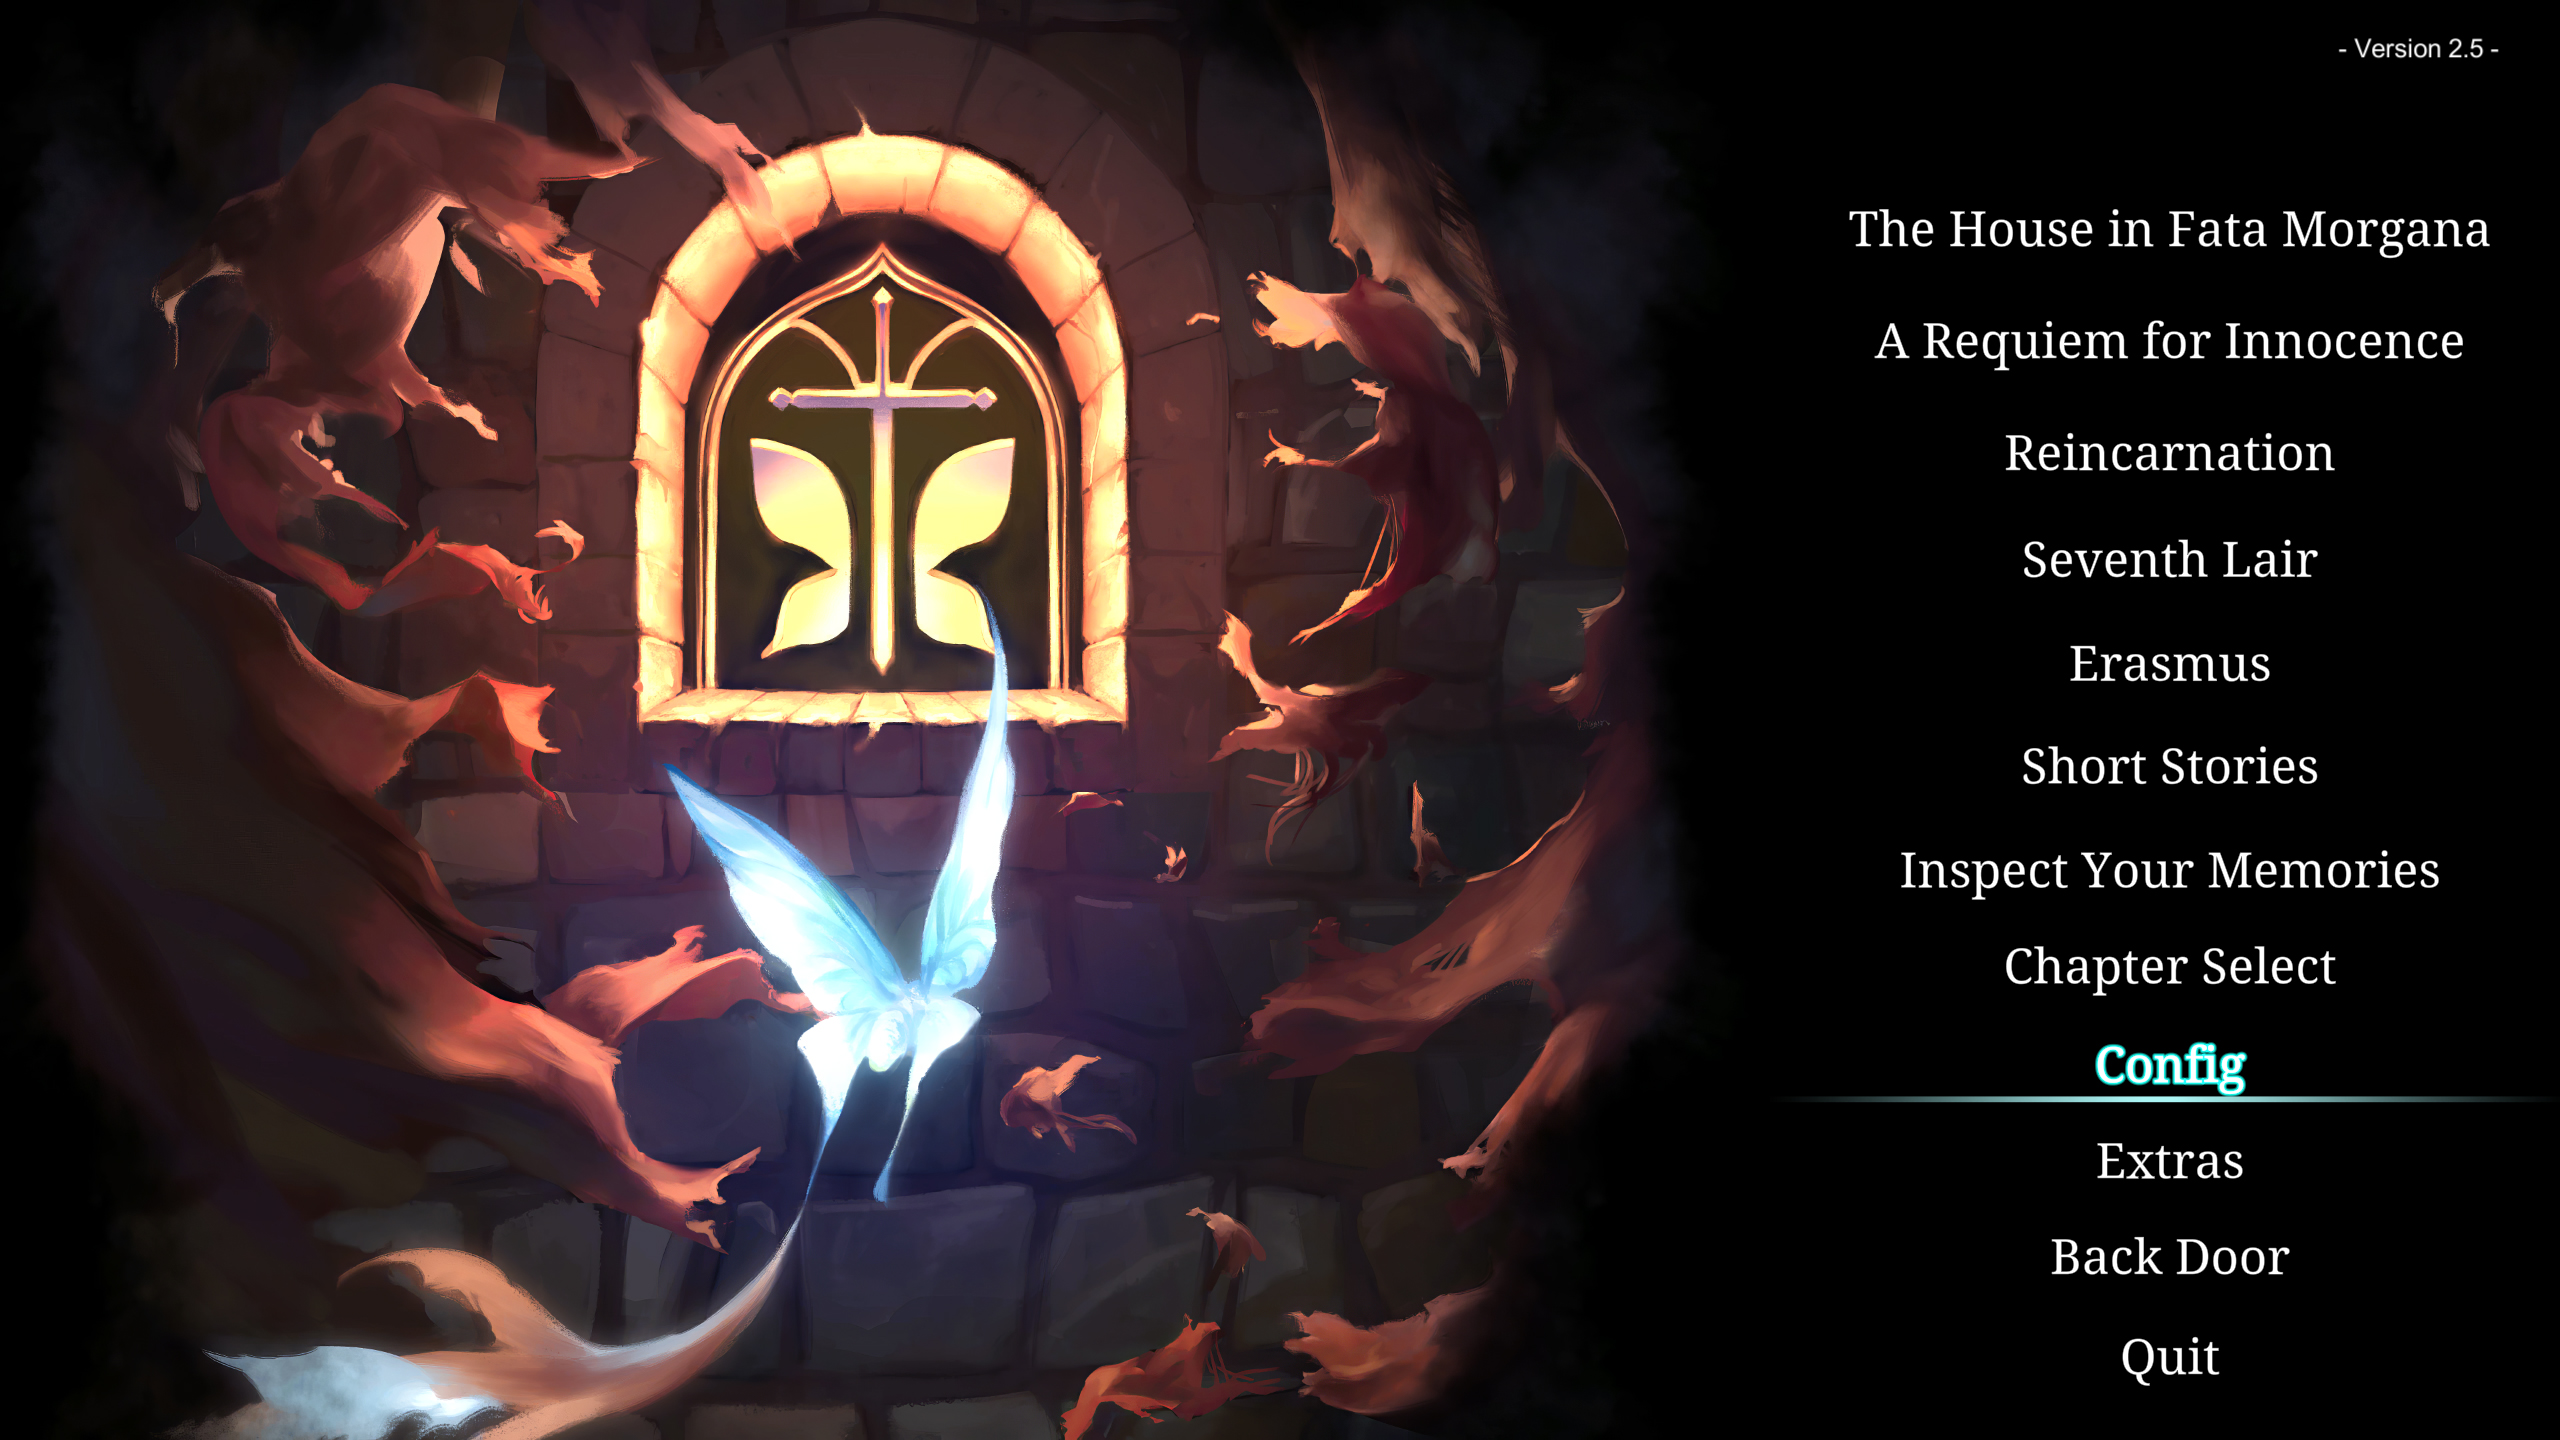 - Version 2.5 -
The House in Fata Morgana
A Requiem for Innocence
Reincarnation
Seventh Lair
Erasmus
Short Stories
Inspect Your Memories
Chapter Select
Config
Extras
Back Door
Quit